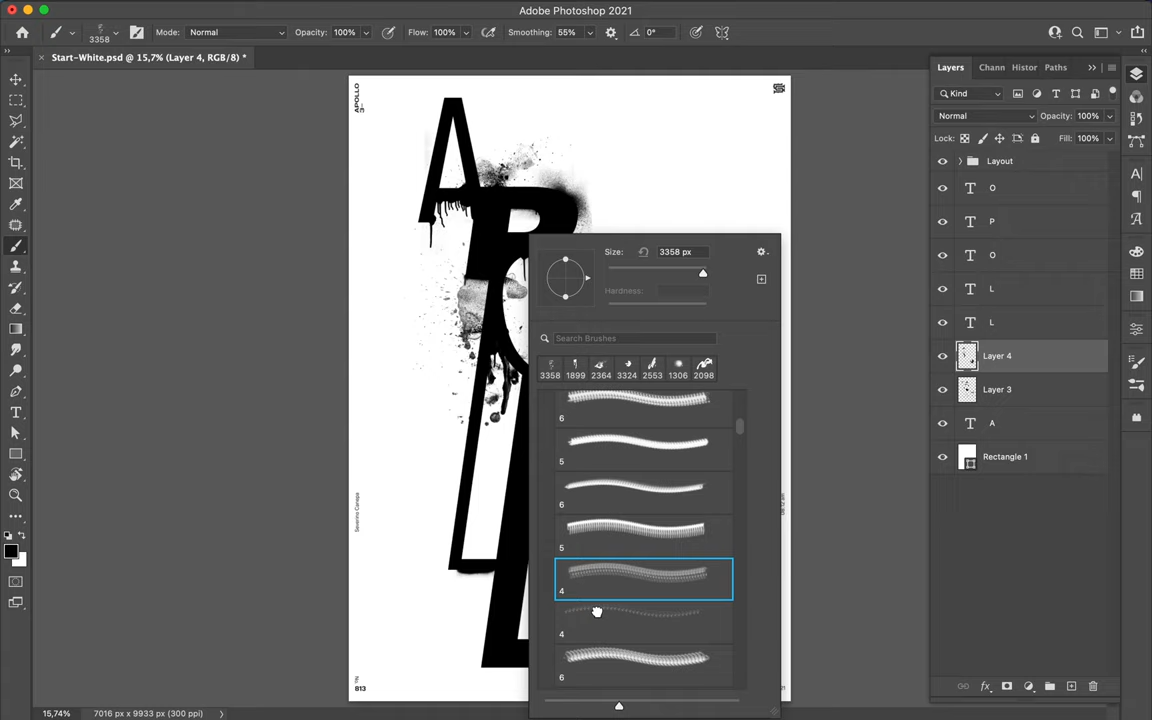 Adobe Photoshop 2021
3358
Mode:
Normal
Opacity:
100%
Flow:
100%
Smoothing:
55%
0°
Start-White.psd @ 15,7% (Layer 4, RGB/8) *
APOLLO
A
P
O
Severino Canepa
813
Size:
3358 px
Hardness:
Search Brushes
3358
1899
2364
3324
2553
1306
2098
6
5
6
5
4
4
6
Layers
Chann
Histor
Paths
Kind
Normal
Opacity:
100%
Lock:
Fill:
100%
Layout
T
O
T
P
T
O
T
L
T
L
Layer 4
Layer 3
T
A
Rectangle 1
fx
15,74%
7016 px x 9933 px (300 ppi)